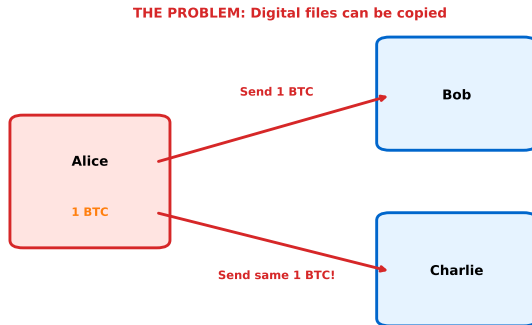 THE PROBLEM: Digital files can be copied
Send 1 BTC
Bob
Alice
1 BTC
Send same 1 BTC!
Charlie